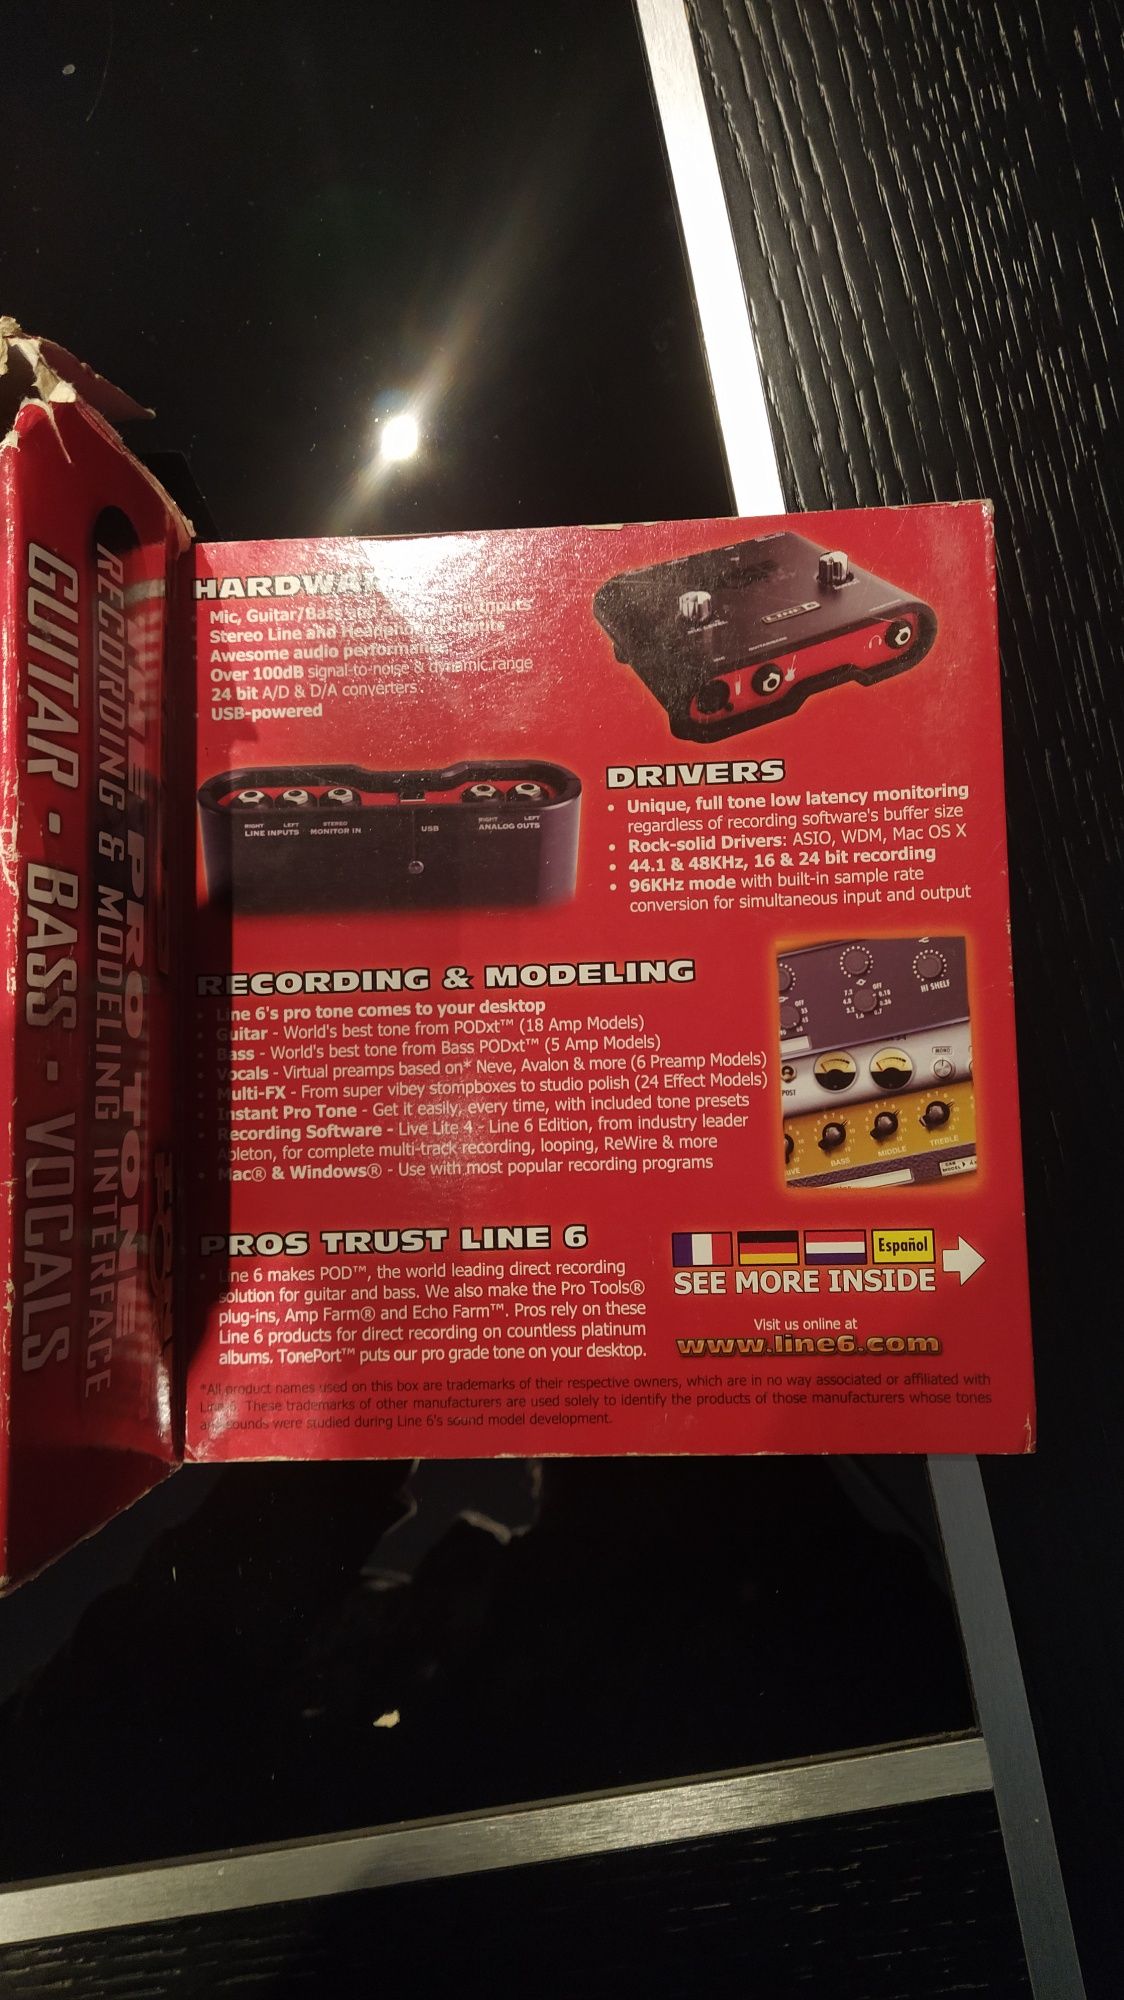 GUITAR · BASS · VOCALS
RECORDING & MODELING INTERFACE
THE PRO TONE
HARDWA
Mic, Guitar/Bass and Inputs
Stereo Line and Headphone Outputs
Awesome audio performance
Over 100dB signal-to-noise & dynamic range
24 bit A/D & D/A converters
USB-powered
LINE 6
RIGHT LEFT
LINE INPUTS
STEREO
MONITOR IN
USB
RIGHT LEFT
ANALOG OUTS
DRIVERS
• Unique, full tone low latency monitoring
regardless of recording software's buffer size
• Rock-solid Drivers: ASIO, WDM, Mac OS X
• 44.1 & 48KHz, 16 & 24 bit recording
• 96KHz mode with built-in sample rate
conversion for simultaneous input and output
RECORDING & MODELING
• Line 6's pro tone comes to your desktop
• Guitar - World's best tone from PODxt™ (18 Amp Models)
• Bass - World's best tone from Bass PODxt™ (5 Amp Models)
• Vocals - Virtual preamps based on* Neve, Avalon & more (6 Preamp Models)
• Multi-FX - From super vibey stompboxes to studio polish (24 Effect Models)
• Instant Pro Tone - Get it easily, every time, with included tone presets
• Recording Software - Live Lite 4 - Line 6 Edition, from industry leader
Ableton, for complete multi-track recording, looping, ReWire & more
• Mac® & Windows® - Use with most popular recording programs
HI SHELF
MONO
POST
BASS
MIDDLE
TREBLE
PROS TRUST LINE 6
• Line 6 makes POD™, the world leading direct recording
solution for guitar and bass. We also make the Pro Tools®
plug-ins, Amp Farm® and Echo Farm™. Pros rely on these
Line 6 products for direct recording on countless platinum
albums. TonePort™ puts our pro grade tone on your desktop.
Español
SEE MORE INSIDE
Visit us online at
www.line6.com
*All product names used on this box are trademarks of their respective owners, which are in no way associated or affiliated with
Line 6. These trademarks of other manufacturers are used solely to identify the products of those manufacturers whose tones
and sounds were studied during Line 6's sound model development.